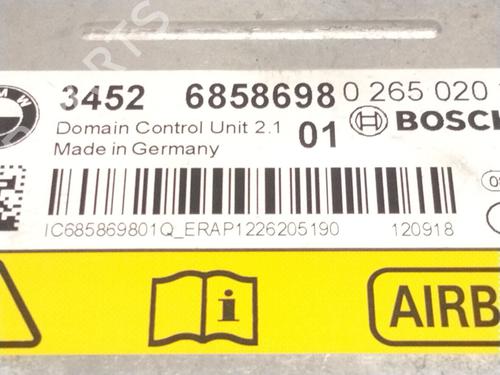 3452 6858698 0 265 020
Domain Control Unit 2.1 01 BOSCH
Made in Germany
IC685869801Q_ERAP1226205190 120918
i AIRB